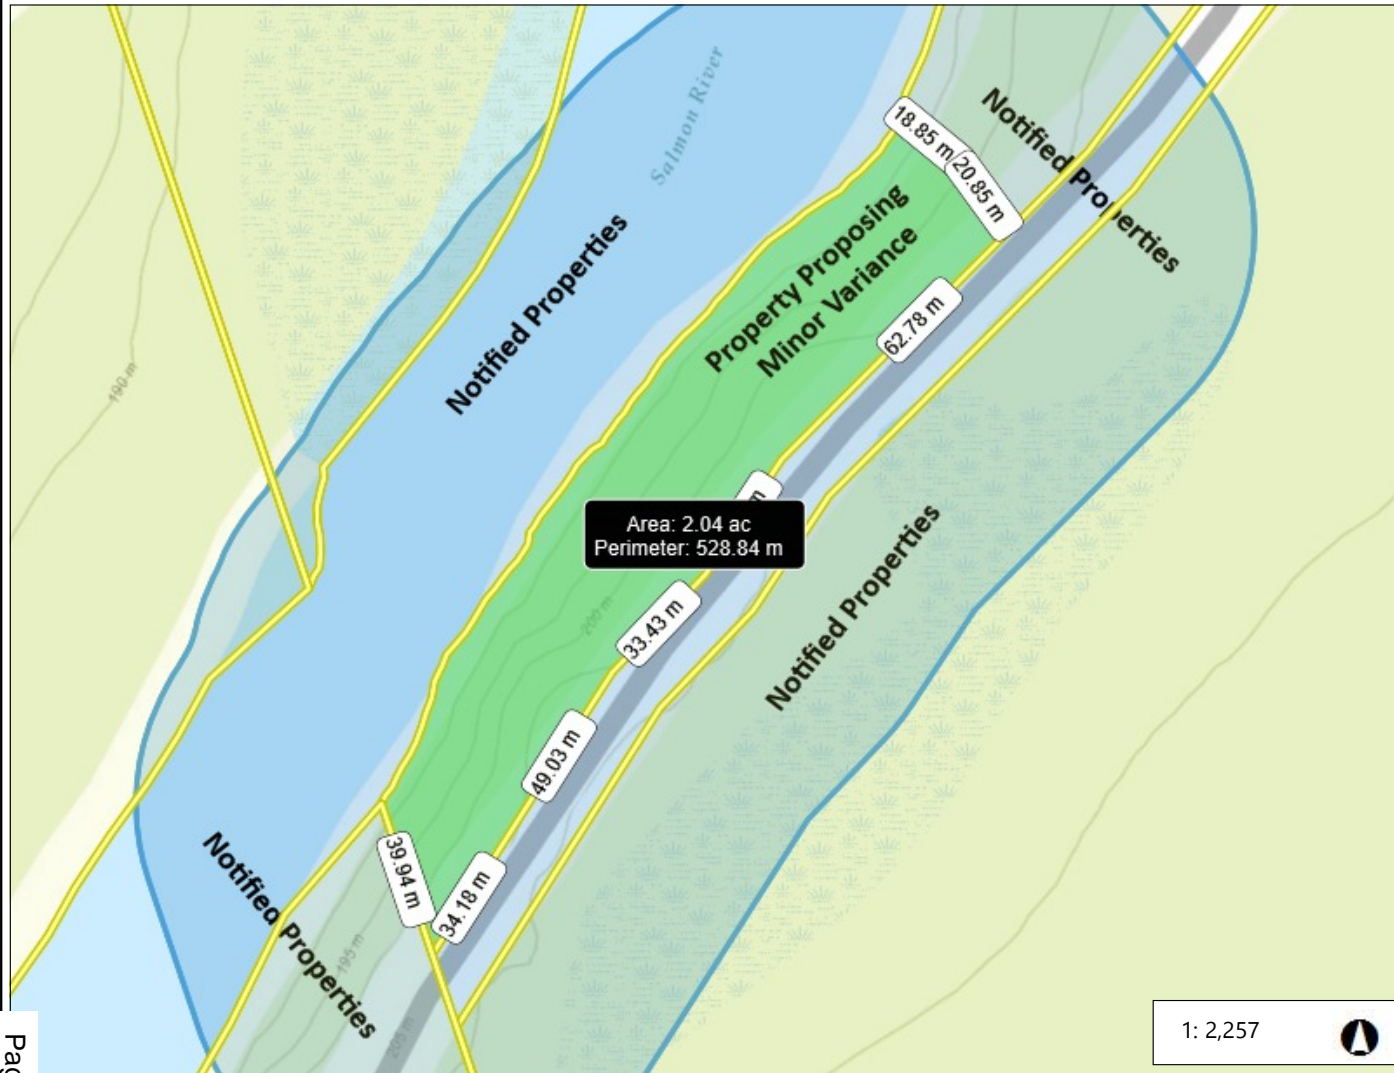 Salmon River
18.85 m
20.85 m
Notified Properties
Notified Properties
Property Proposing
Minor Variance
62.78 m
190 m
m
Area: 2.04 ac
Perimeter: 528.84 m
200 m
33.43 m
Notified Properties
49.03 m
39.94 m
34.18 m
Notified Properties
195 m
205 m
1: 2,257